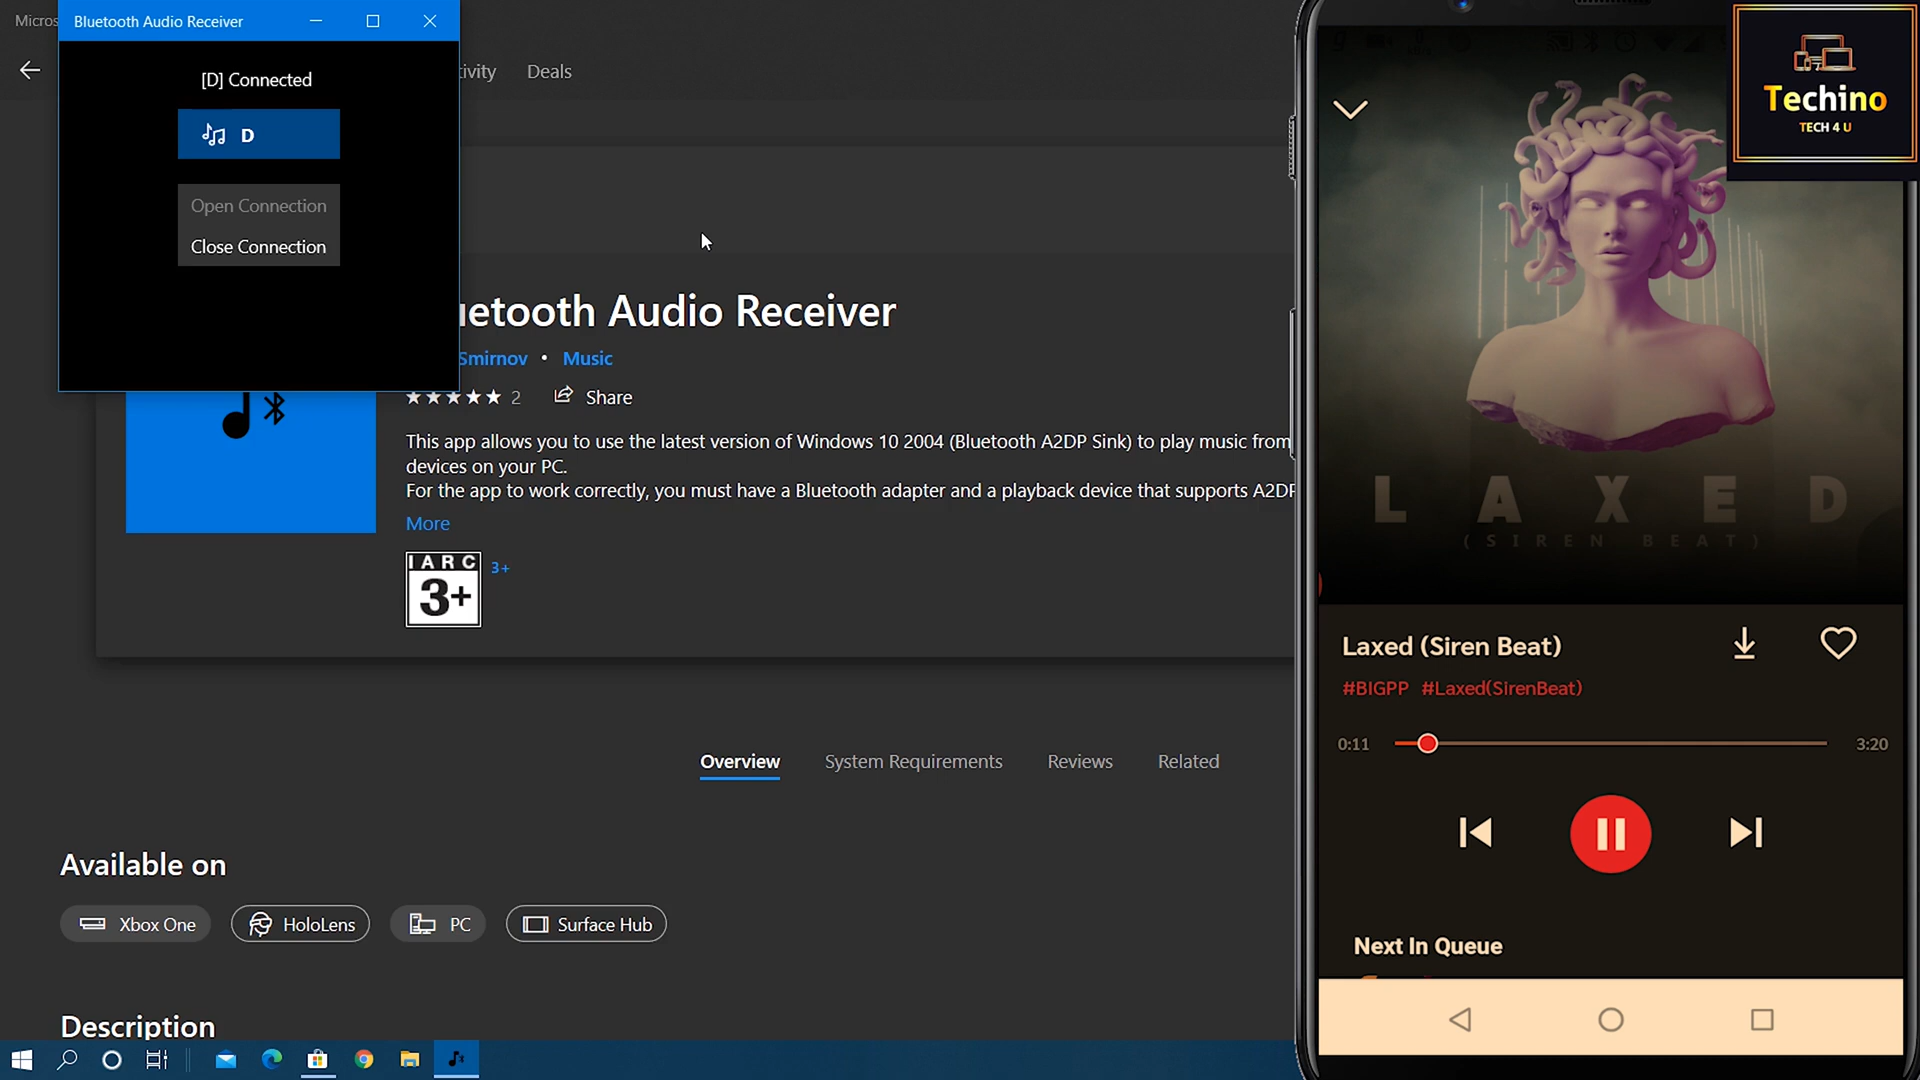 Micros
Bluetooth Audio Receiver
tivity
Deals
[D] Connected
D
Open Connection
Close Connection
uetooth Audio Receiver
Smirnov • Music
2
Share
This app allows you to use the latest version of Windows 10 2004 (Bluetooth A2DP Sink) to play music from
devices on your PC.
For the app to work correctly, you must have a Bluetooth adapter and a playback device that supports A2DP
More
IARC
3+
3+
Overview
System Requirements
Reviews
Related
Available on
Xbox One
HoloLens
PC
Surface Hub
Description
Techino
TECH 4 U
LAXED
(SIREN BEAT)
Laxed (Siren Beat)
#BIGPP #Laxed(SirenBeat)
0:11
3:20
Next In Queue